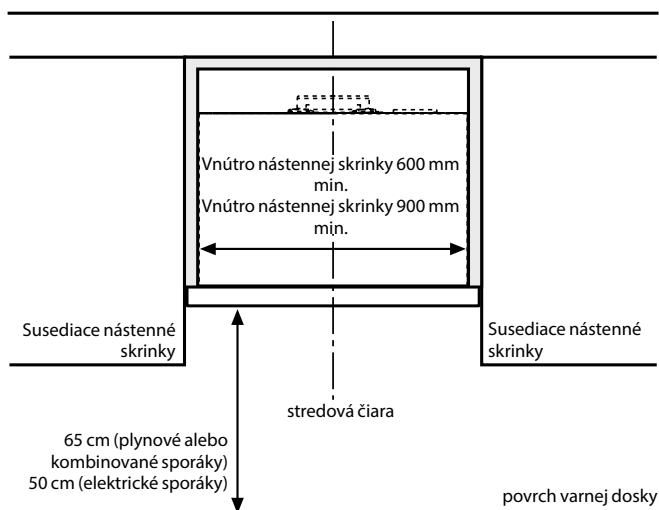 Vnútro nástennej skrinky 600 mm
min.
Vnútro nástennej skrinky 900 mm
min.
Susediace nástenné
skrinky
Susediace nástenné
skrinky
stredová čiara
65 cm (plynové alebo
kombinované sporáky)
50 cm (elektrické sporáky)
povrch varnej dosky